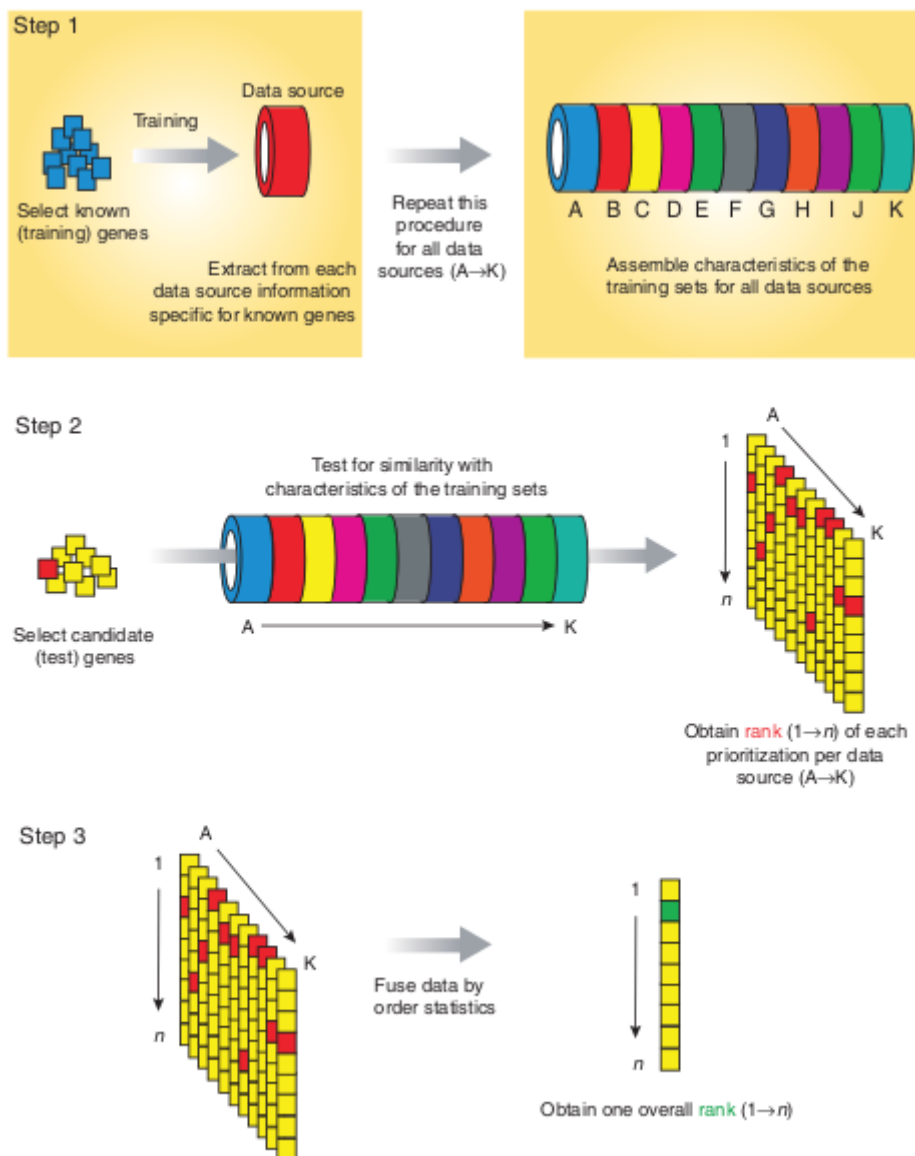 Step 1
Data source
Training
Select known
(training) genes
Extract from each
data source information
specific for known genes
Repeat this
procedure
for all data
sources (A→K)
A B C D E F G H I J K
Assemble characteristics of the
training sets for all data sources
Step 2
Test for similarity with
characteristics of the training sets
A K
Select candidate
(test) genes
A
1
K
n
Obtain rank (1→n) of each
prioritization per data
source (A→K)
Step 3
A
1
K
n
Fuse data by
order statistics
1
n
Obtain one overall rank (1→n)